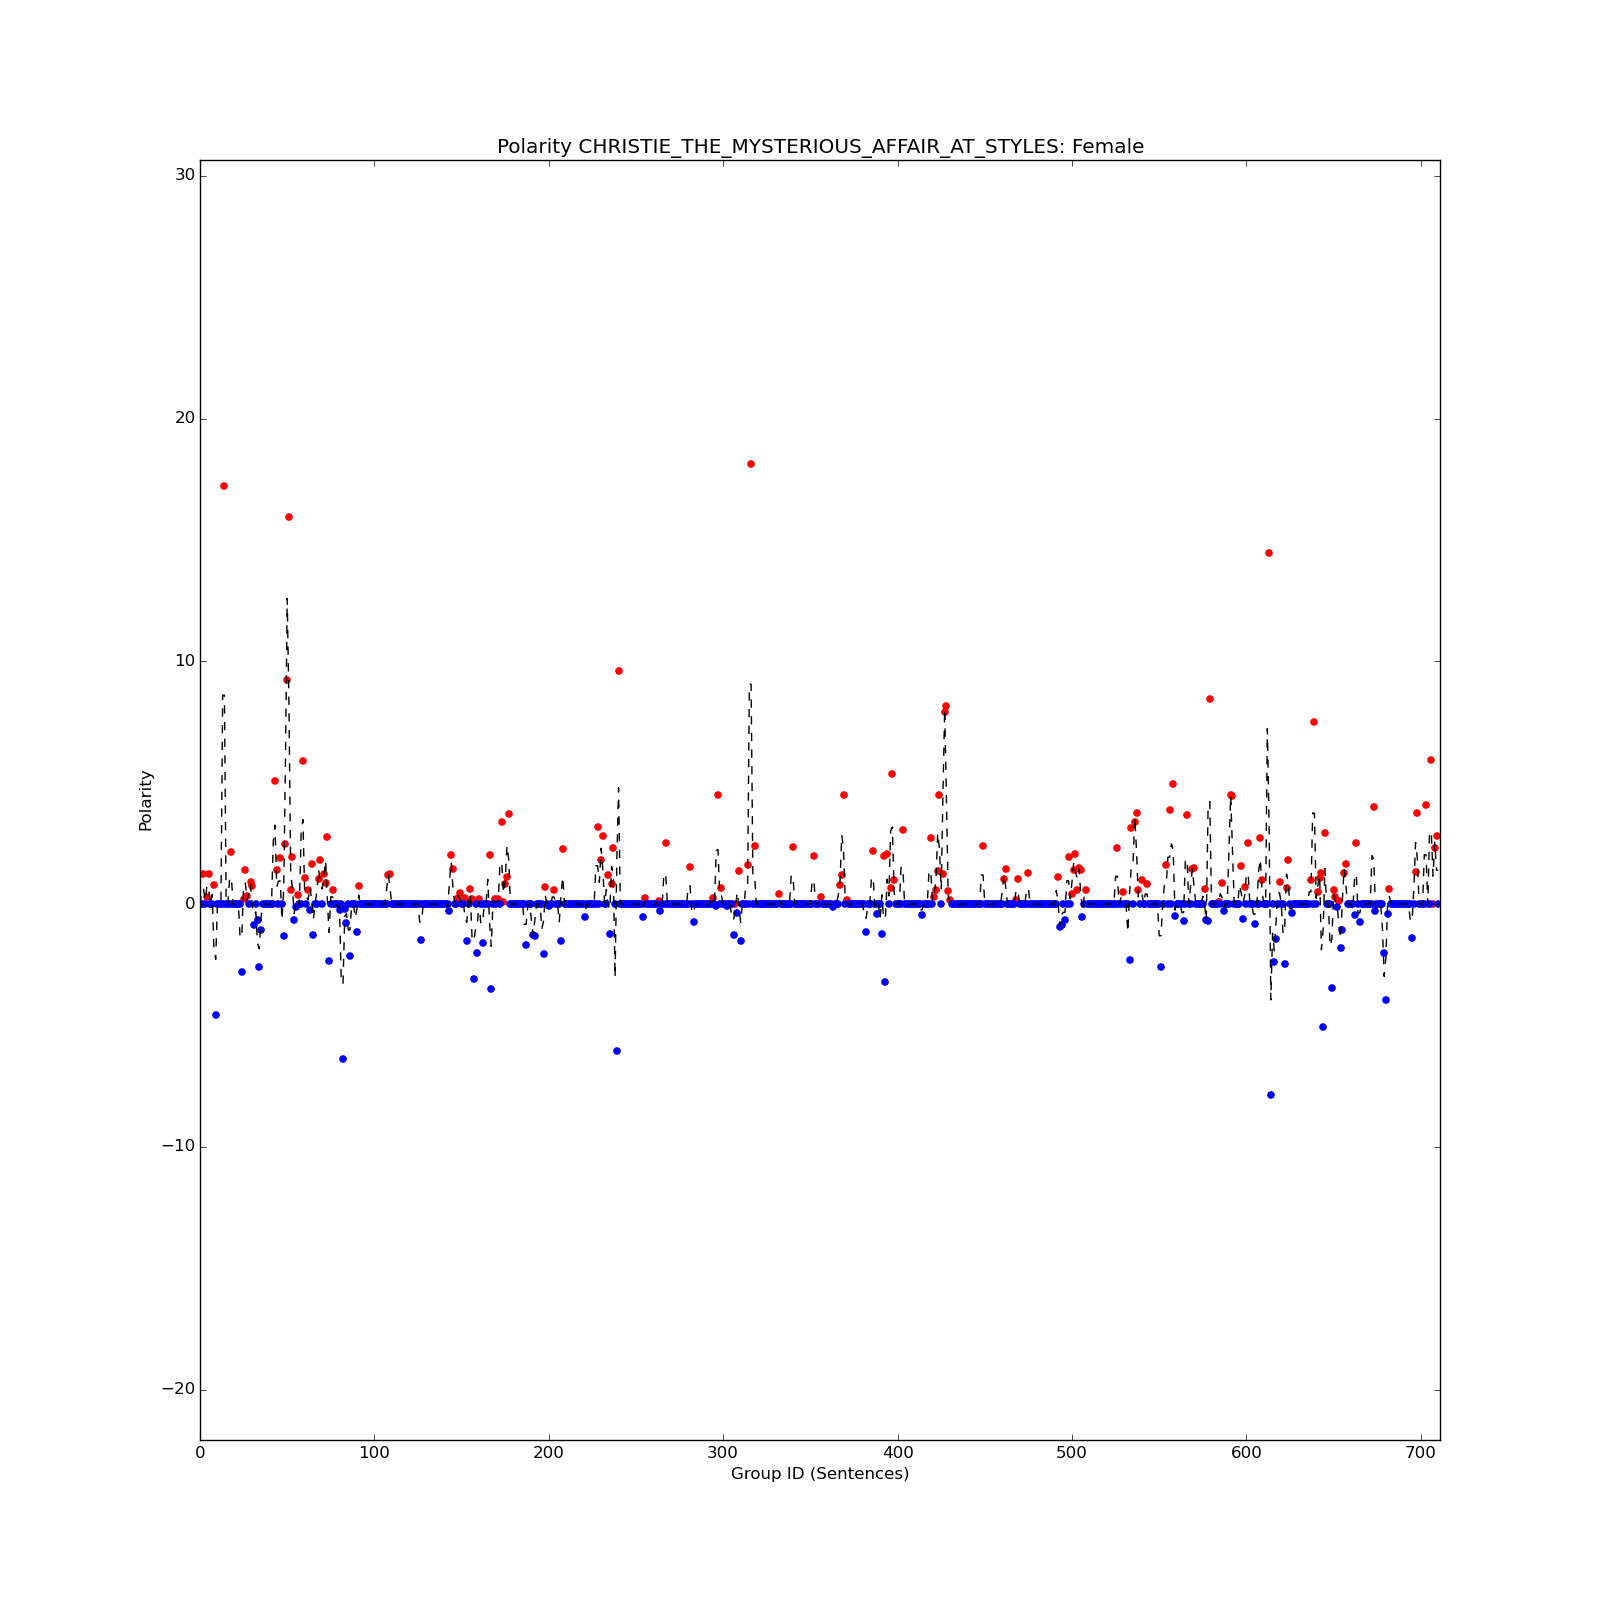 Polarity CHRISTIE_THE_MYSTERIOUS_AFFAIR_AT_STYLES: Female
30
20
10
0
−10
−20
Polarity
0 100 200 300 400 500 600 700
Group ID (Sentences)